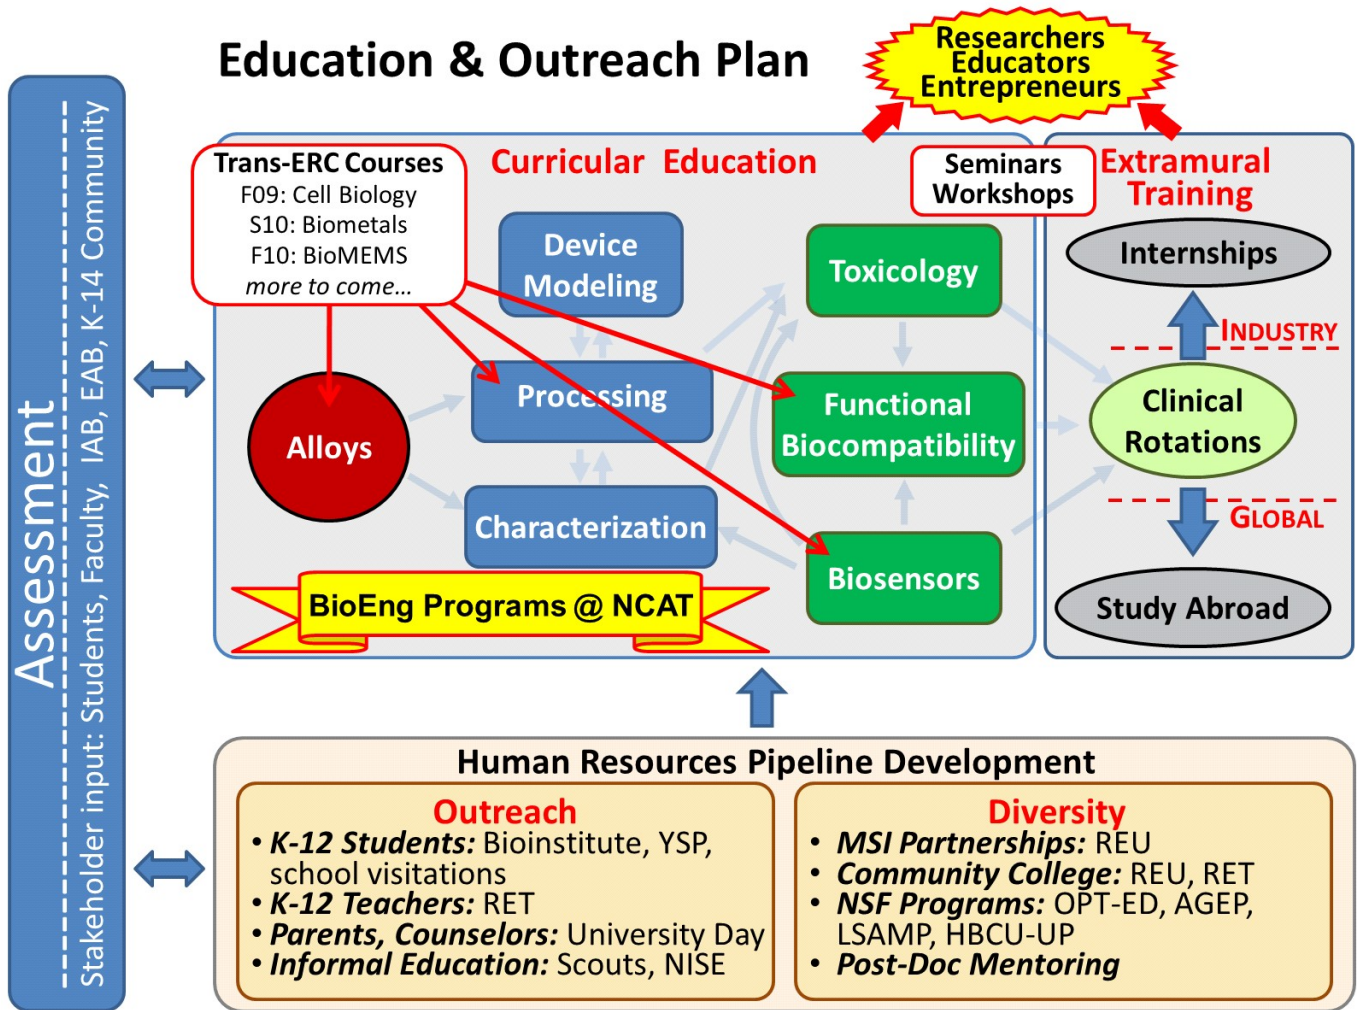 Education & Outreach Plan
Researchers
Educators
Entrepreneurs
Assessment
Stakeholder input: Students, Faculty, IAB, EAB, K-14 Community
Trans-ERC Courses
F09: Cell Biology
S10: Biometals
F10: BioMEMS
more to come...
Curricular Education
Seminars
Workshops
Extramural
Training
Device
Modeling
Toxicology
Internships
INDUSTRY
Alloys
Processing
Functional
Biocompatibility
Clinical
Rotations
Characterization
Biosensors
GLOBAL
Study Abroad
BioEng Programs @ NCAT
Human Resources Pipeline Development
Outreach
• K-12 Students: Bioinstitute, YSP,
school visitations
• K-12 Teachers: RET
• Parents, Counselors: University Day
• Informal Education: Scouts, NISE
Diversity
• MSI Partnerships: REU
• Community College: REU, RET
• NSF Programs: OPT-ED, AGEP,
LSAMP, HBCU-UP
• Post-Doc Mentoring